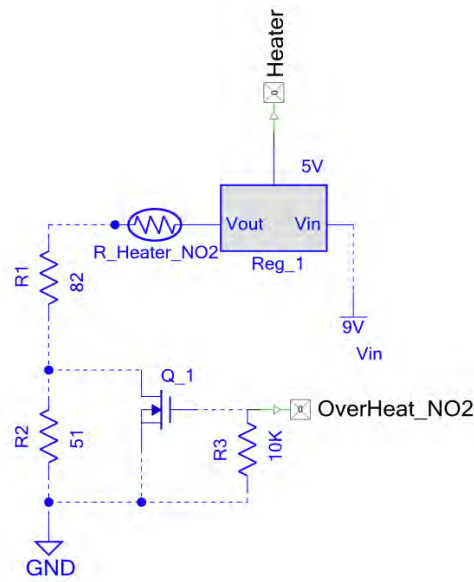 Heater
5V
Vout
Vin
R_Heater_NO2
Reg_1
R1
82
9V
Vin
Q_1
OverHeat_NO2
R2
51
R3
10K
GND